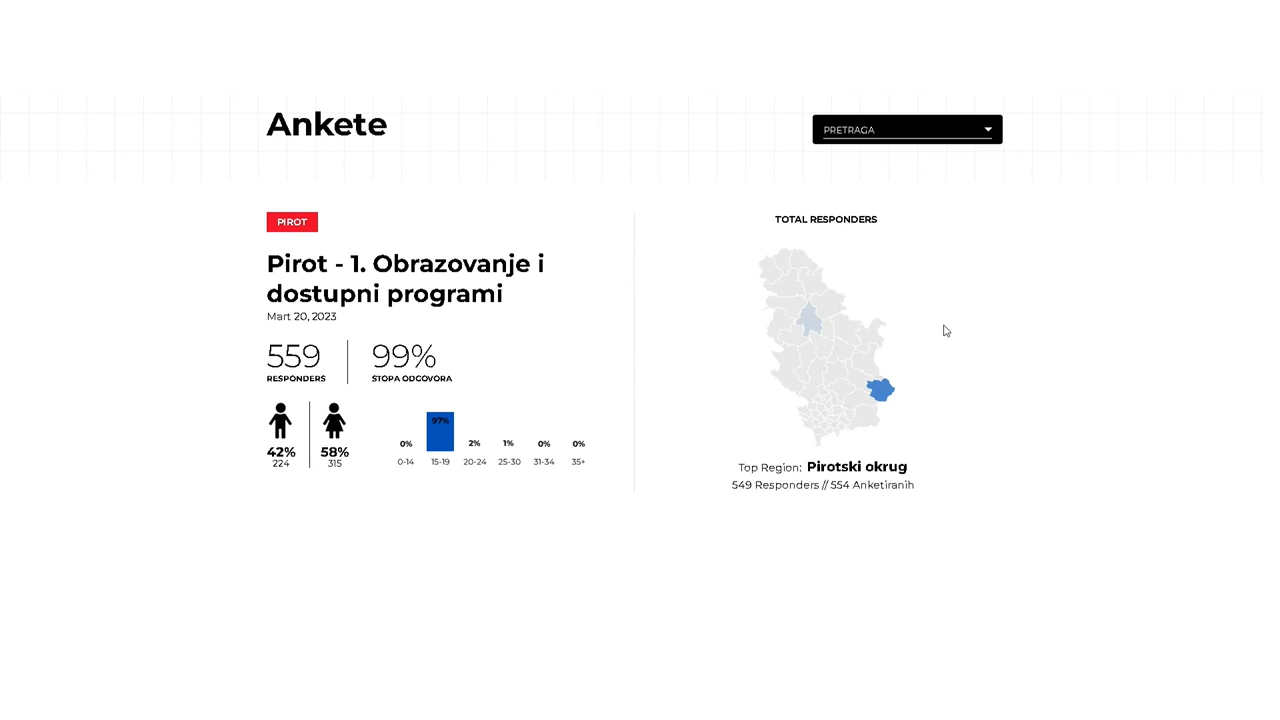 Ankete
PRETRAGA
PIROT
Pirot - 1. Obrazovanje i
dostupni programi
Mart 20, 2023
559
RESPONDERS
99%
STOPA ODGOVORA
42%
224
58%
315
0% 97% 2% 1% 0% 0%
0-14 15-19 20-24 25-30 31-34 35+
TOTAL RESPONDERS
Top Region: Pirotski okrug
549 Responders // 554 Anketiranih